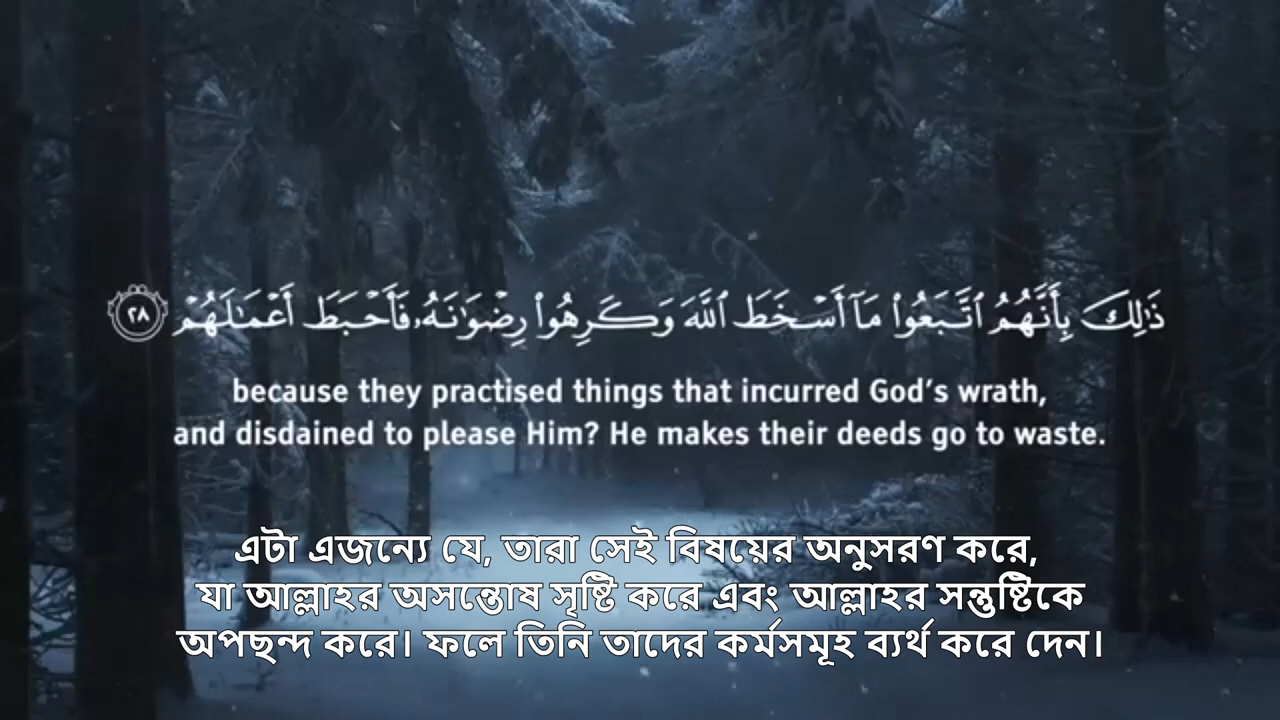 ذَٰلِكَ بِأَنَّهُمُ ٱتَّبَعُوا۟ مَآ أَسْخَطَ ٱللَّهَ وَكَرِهُوا۟ رِضْوَٰنَهُۥ فَأَحْبَطَ أَعْمَٰلَهُمْ ٢٨
because they practised things that incurred God’s wrath,
and disdained to please Him? He makes their deeds go to waste.
এটা এজন্যে যে, তারা সেই বিষয়ের অনুসরণ করে,
যা আল্লাহর অসন্তোষ সৃষ্টি করে এবং আল্লাহর সন্তুষ্টিকে
অপছন্দ করে। ফলে তিনি তাদের কর্মসমূহ ব্যর্থ করে দেন।